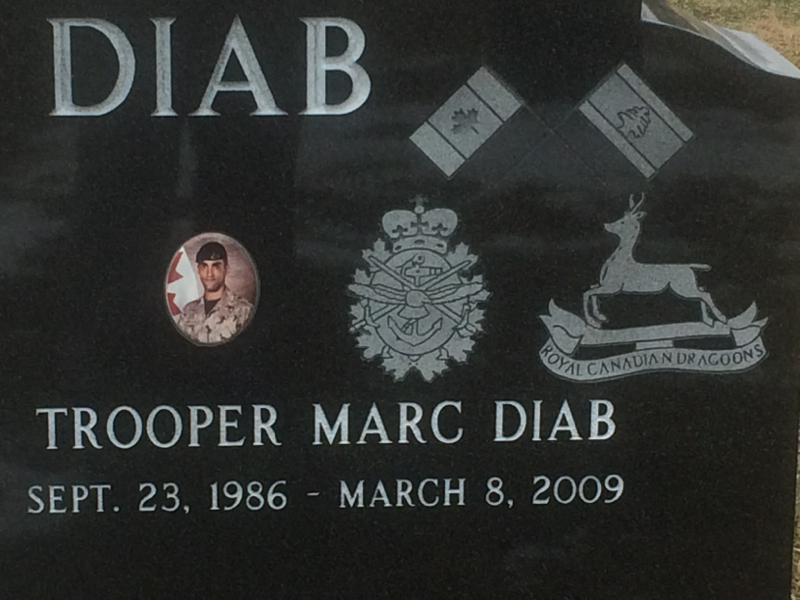 DIAB
ROYAL CANADIAN DRAGOONS
TROOPER MARC DIAB
SEPT. 23, 1986 - MARCH 8, 2009